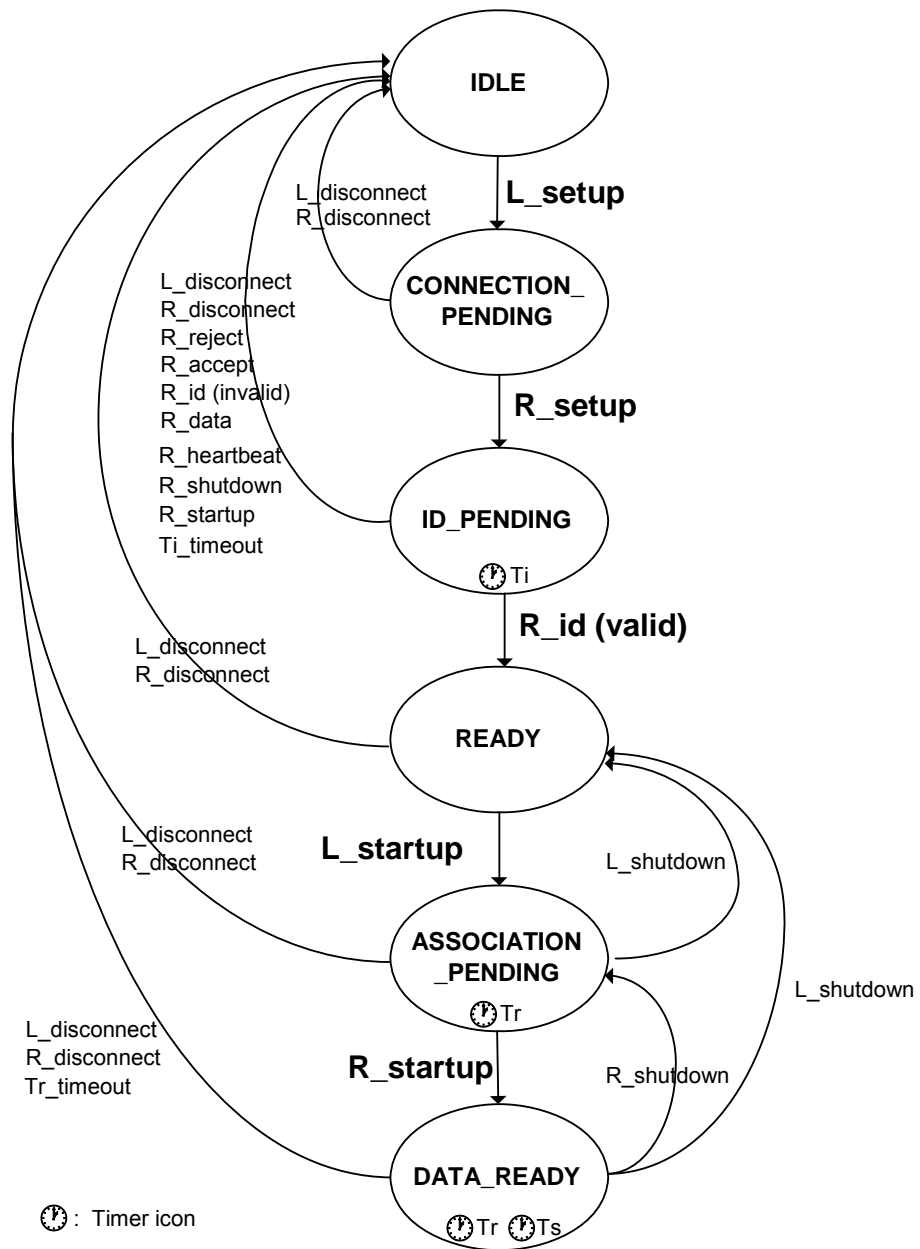 IDLE
L_disconnect
R_disconnect
L_setup
CONNECTION_
PENDING
L_disconnect
R_disconnect
R_reject
R_accept
R_id (invalid)
R_data
R_heartbeat
R_shutdown
R_startup
Ti_timeout
R_setup
ID_PENDING
Ti
R_id (valid)
L_disconnect
R_disconnect
READY
L_disconnect
R_disconnect
L_startup
L_shutdown
ASSOCIATION
_PENDING
Tr
L_shutdown
L_disconnect
R_disconnect
Tr_timeout
R_startup
R_shutdown
DATA_READY
Tr Ts
: Timer icon